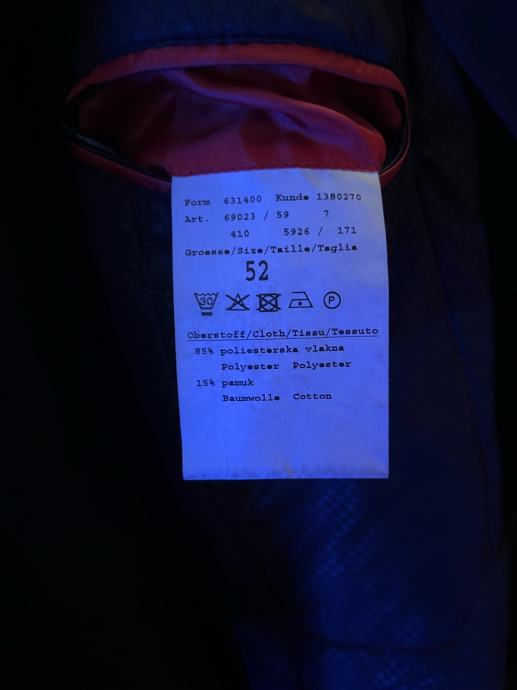 Form 631400 Kunde 1380270
Art. 69023 / 59 7
410 5926 / 171
Groesse/Size/Taille/Taglia
52
30 P
Oberstoff/Cloth/Tissu/Tessuto
85% poliesterska vlakna
Polyester Polyester
15% pamuk
Baumwolle Cotton